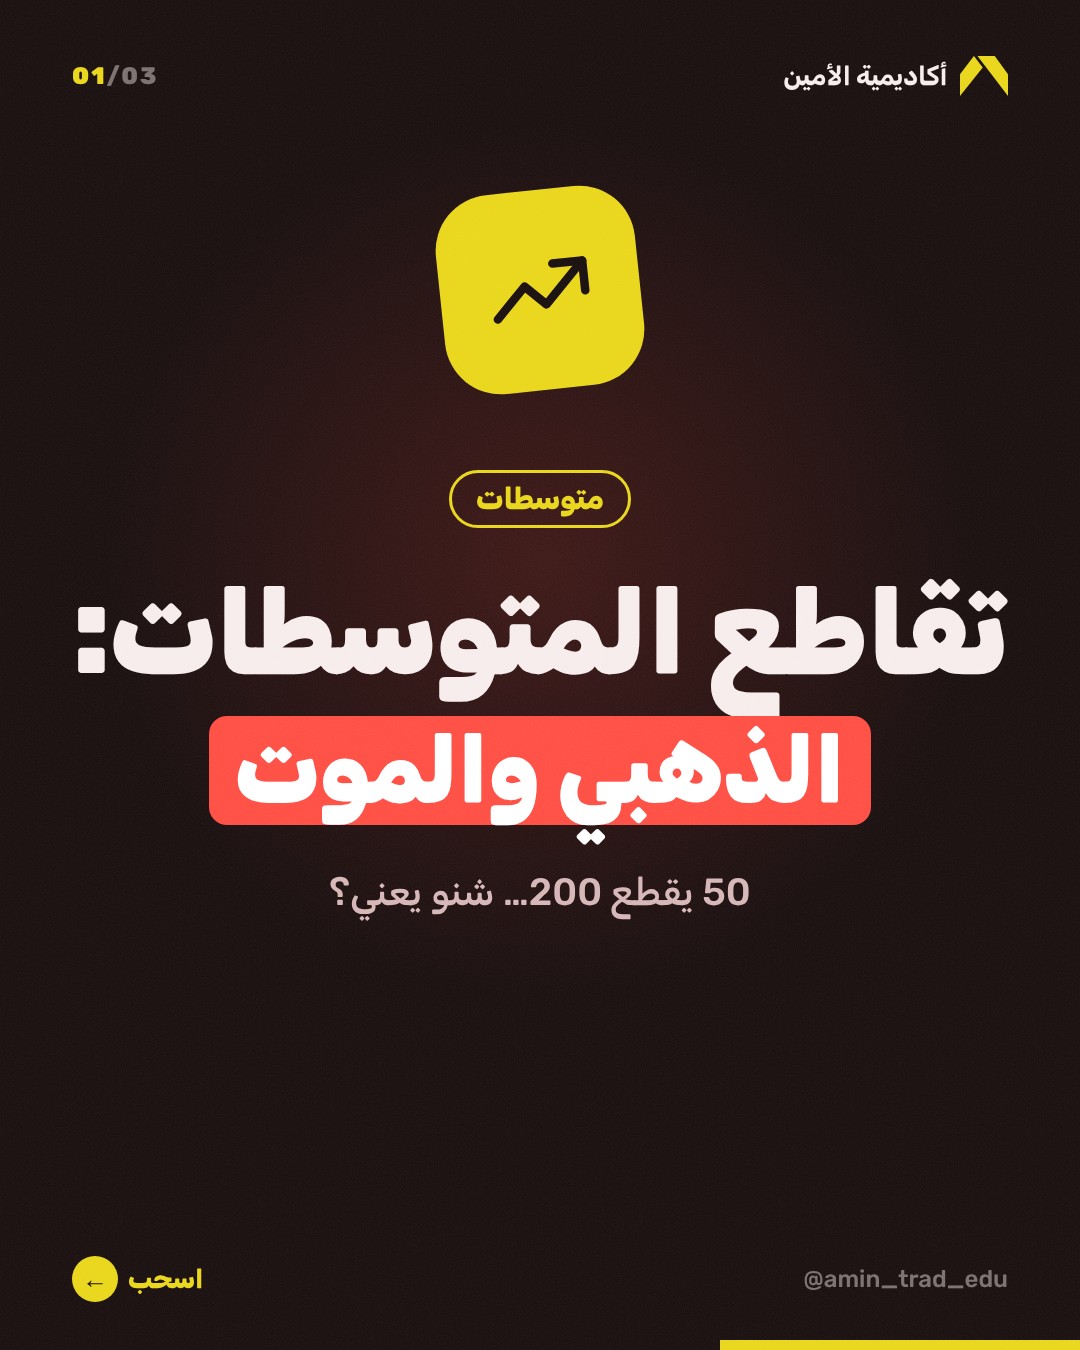 أكاديمية الأمين
01/03
متوسطات
تقاطع المتوسطات:
الذهبي والموت
50 يقطع 200... شنو يعني؟
@amin_trad_edu
اسحب ←